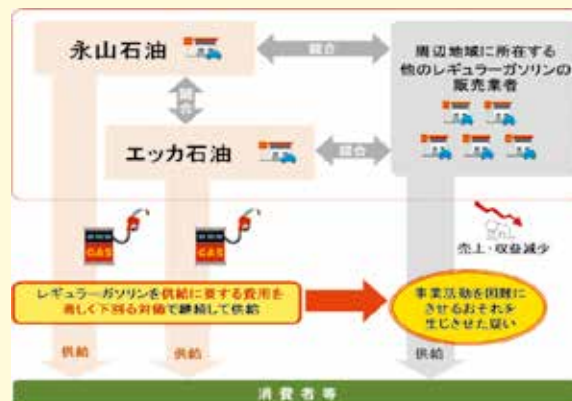 永山石油
競合
周辺地域に所在する
他のレギュラーガソリンの
販売業者
競合
エッカ石油
競合
GAS
GAS
売上・収益減少
レギュラーガソリンを供給に要する費用を
著しく下回る対価で継続して供給
事業活動を困難に
させるおそれを
生じさせた疑い
供給
供給
供給
消費者等